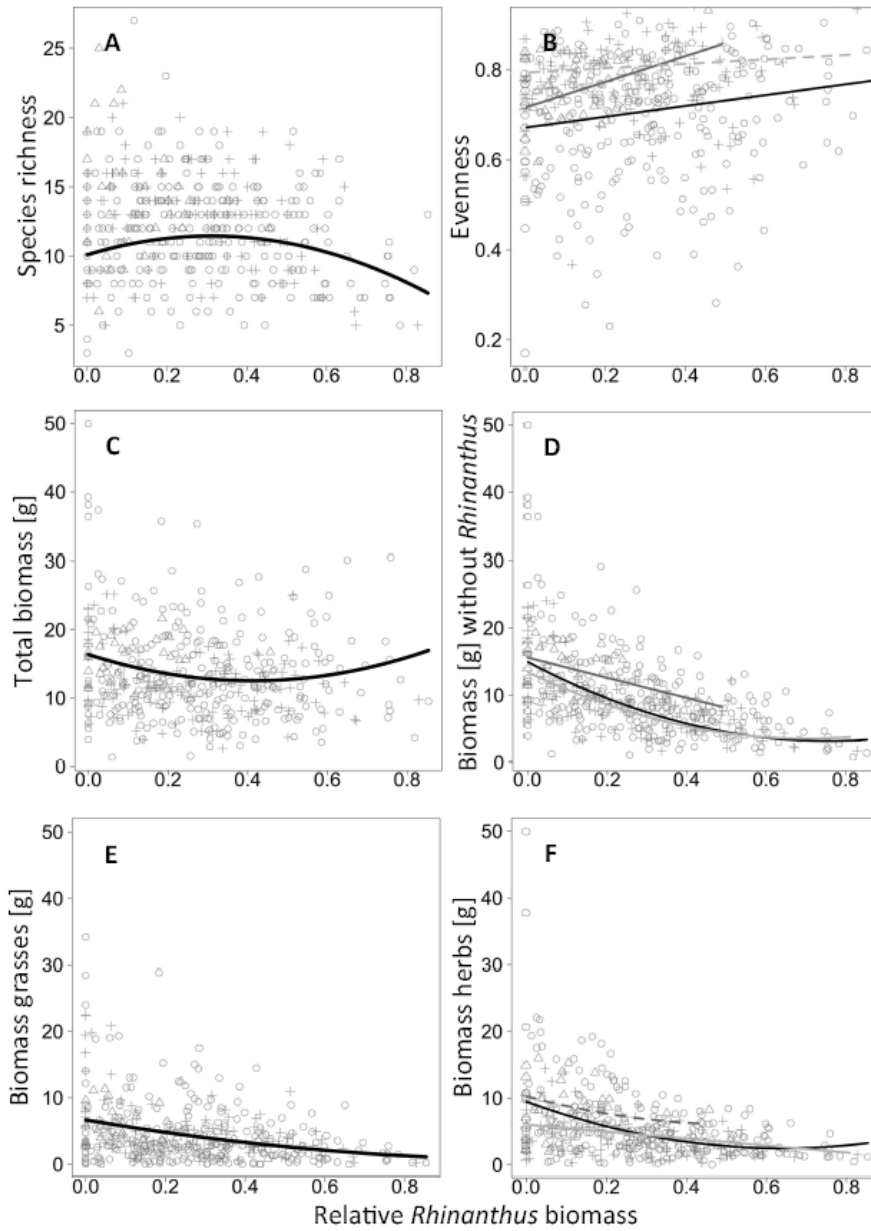 A
B
Species richness
25
20
15
10
5
0.0 0.2 0.4 0.6 0.8
Evenness
0.8
0.6
0.4
0.2
0.0 0.2 0.4 0.6 0.8
C
D
Total biomass [g]
50
40
30
20
10
0
0.0 0.2 0.4 0.6 0.8
Biomass [g] without Rhinanthus
50
40
30
20
10
0
0.0 0.2 0.4 0.6 0.8
E
F
Biomass grasses [g]
50
40
30
20
10
0
0.0 0.2 0.4 0.6 0.8
Biomass herbs [g]
50
40
30
20
10
0
0.0 0.2 0.4 0.6 0.8
Relative Rhinanthus biomass